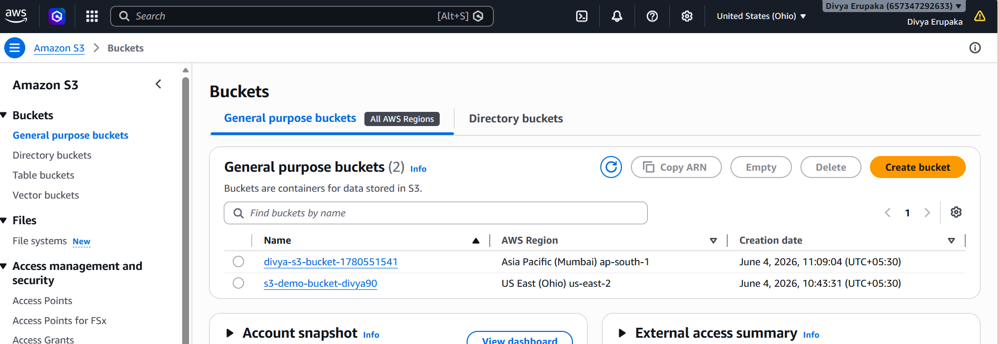 aws
Search [Alt+S]
United States (Ohio)
Divya Erupaka (657347292633)
Divya Erupaka
Amazon S3 Buckets
Amazon S3
Buckets
General purpose buckets
Directory buckets
Table buckets
Vector buckets
Files
File systems New
Access management and
security
Access Points
Access Points for FSx
Access Grants
Buckets
General purpose buckets All AWS Regions Directory buckets
General purpose buckets (2) Info
Copy ARN Empty Delete Create bucket
Buckets are containers for data stored in S3.
Find buckets by name
1
Name AWS Region Creation date
divya-s3-bucket-1780551541 Asia Pacific (Mumbai) ap-south-1 June 4, 2026, 11:09:04 (UTC+05:30)
s3-demo-bucket-divya90 US East (Ohio) us-east-2 June 4, 2026, 10:43:31 (UTC+05:30)
Account snapshot Info
View dashboard
External access summary Info